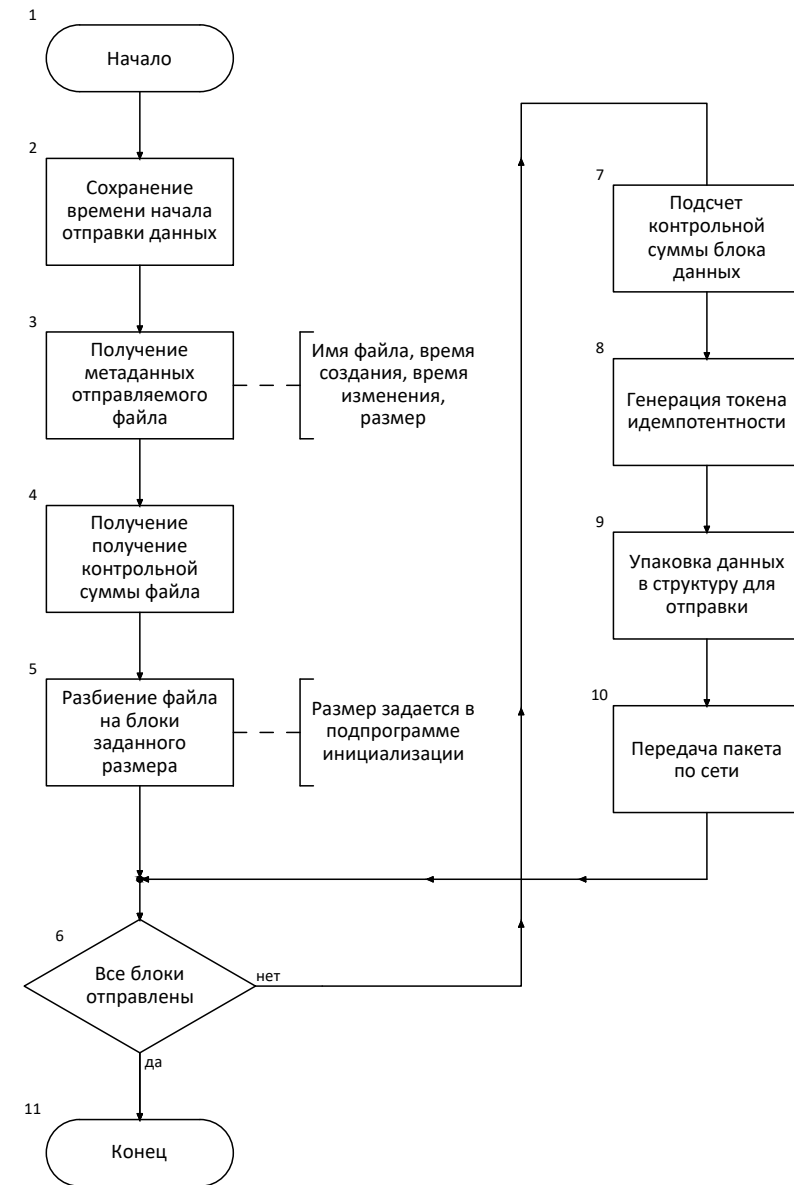 1
Начало
2
Сохранение
времени начала
отправки данных
3
Получение
метаданных
отправляемого
файла
Имя файла, время
создания, время
изменения,
размер
4
Получение
получение
контрольной
суммы файла
5
Разбиение файла
на блоки
заданного
размера
Размер задается в
подпрограмме
инициализации
6
Все блоки
отправлены
нет
да
7
Подсчет
контрольной
суммы блока
данных
8
Генерация токена
идемпотентности
9
Упаковка данных
в структуру для
отправки
10
Передача пакета
по сети
11
Конец